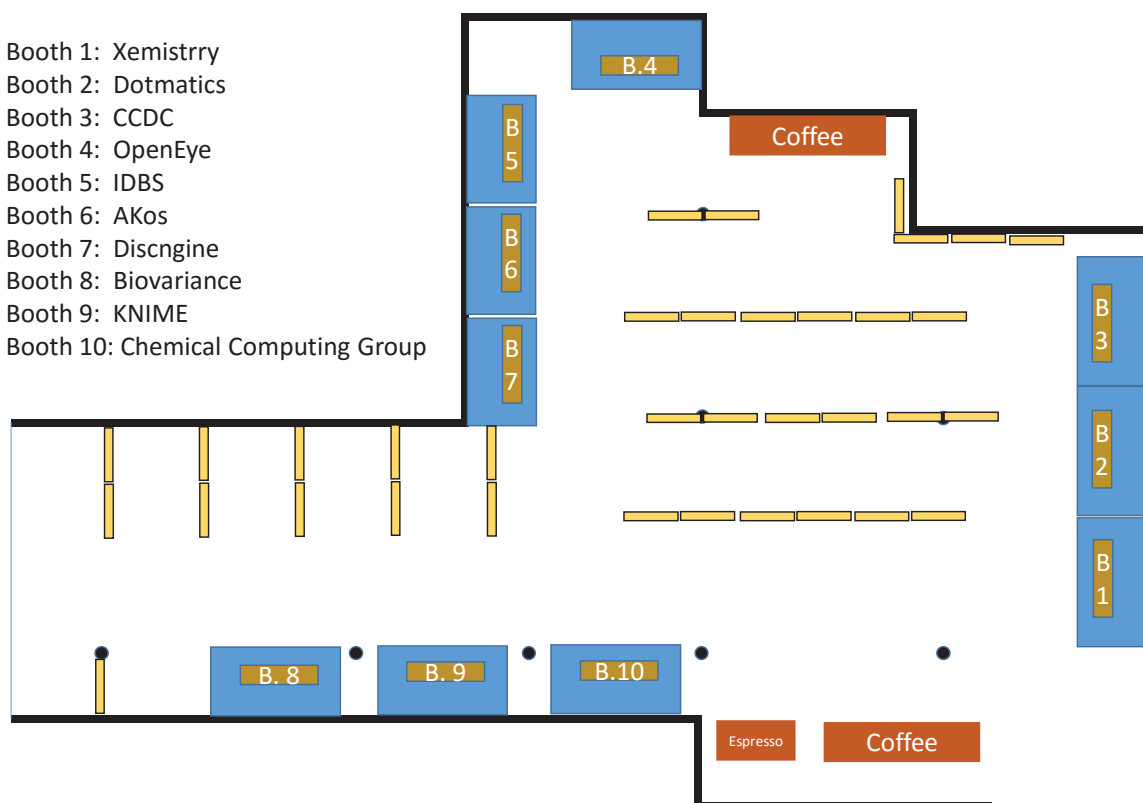 Booth 1: Xemistrry
Booth 2: Dotmatics
Booth 3: CCDC
Booth 4: OpenEye
Booth 5: IDBS
Booth 6: AKos
Booth 7: Discngine
Booth 8: Biovariance
Booth 9: KNIME
Booth 10: Chemical Computing Group
B.4
Coffee
B
5
B
6
B
7
B
3
B
2
B
1
B. 8
B. 9
B.10
Espresso
Coffee